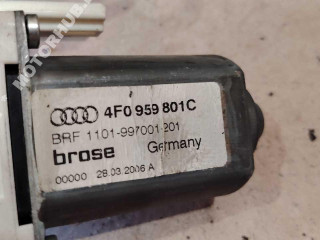 4F0 959 801C
BRF 1101-997001-201
brose Germany
00000 28.03.2006 A